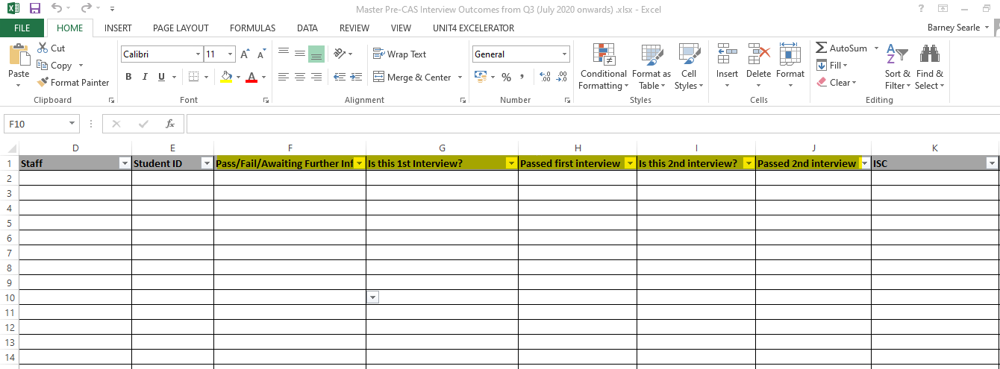 Master Pre-CAS Interview Outcomes from Q3 (July 2020 onwards) .xlsx - Excel
FILE HOME INSERT PAGE LAYOUT FORMULAS DATA REVIEW VIEW UNIT4 EXCELERATOR Barney Searle
Cut
Copy
Format Painter
Paste
Clipboard
Calibri 11
B I U A
Font
Wrap Text
Merge & Center
Alignment
General
% , .00 .0
Number
Conditional Formatting
Format as Table
Cell Styles
Styles
Insert Delete Format
Cells
AutoSum
Fill
Clear
Sort & Filter
Find & Select
Editing
F10 fx
D E F G H I J K
1 Staff Student ID Pass/Fail/Awaiting Further Inf Is this 1st Interview? Passed first interview Is this 2nd interview? Passed 2nd interview ISC
2
3
4
5
6
7
8
9
10
11
12
13
14